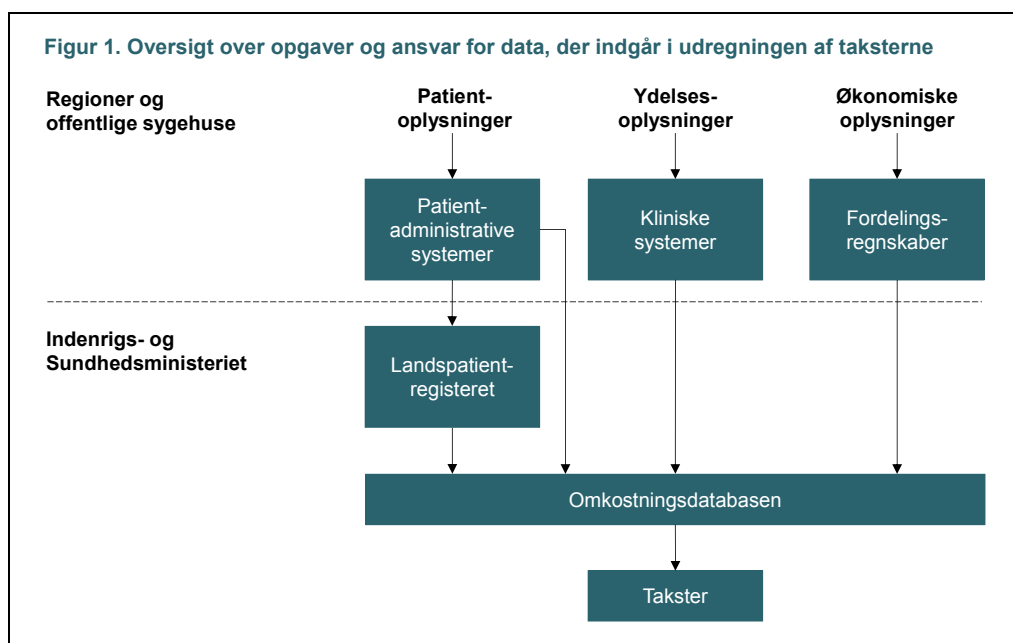 Figur 1. Oversigt over opgaver og ansvar for data, der indgår i udregningen af taksterne
Regioner og
offentlige sygehuse
Patient-
oplysninger
Ydelses-
oplysninger
Økonomiske
oplysninger
Patient-
administrative
systemer
Kliniske
systemer
Fordelings-
regnskaber
Indenrigs- og
Sundhedsministeriet
Landspatient-
registeret
Omkostningsdatabasen
Takster